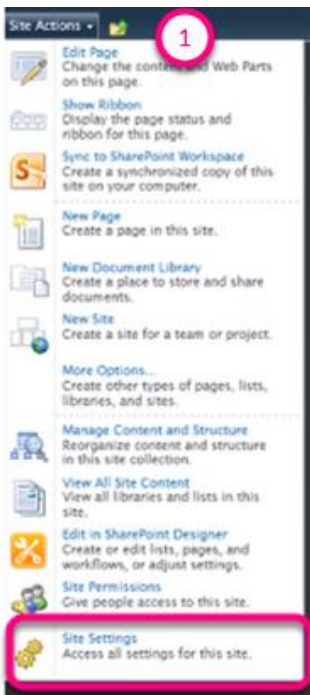 Site Actions
1
Edit Page
Change the content and Web Parts
on this page.
Show Ribbon
Display the page status and
ribbon for this page.
Sync to SharePoint Workspace
Create a synchronized copy of this
site on your computer.
New Page
Create a page in this site.
New Document Library
Create a place to store and share
documents.
New Site
Create a site for a team or project.
More Options...
Create other types of pages, lists,
libraries, and sites.
Manage Content and Structure
Reorganize content and structure
in this site collection.
View All Site Content
View all libraries and lists in this
site.
Edit in SharePoint Designer
Create or edit lists, pages, and
workflows, or adjust settings.
Site Permissions
Give people access to this site.
Site Settings
Access all settings for this site.